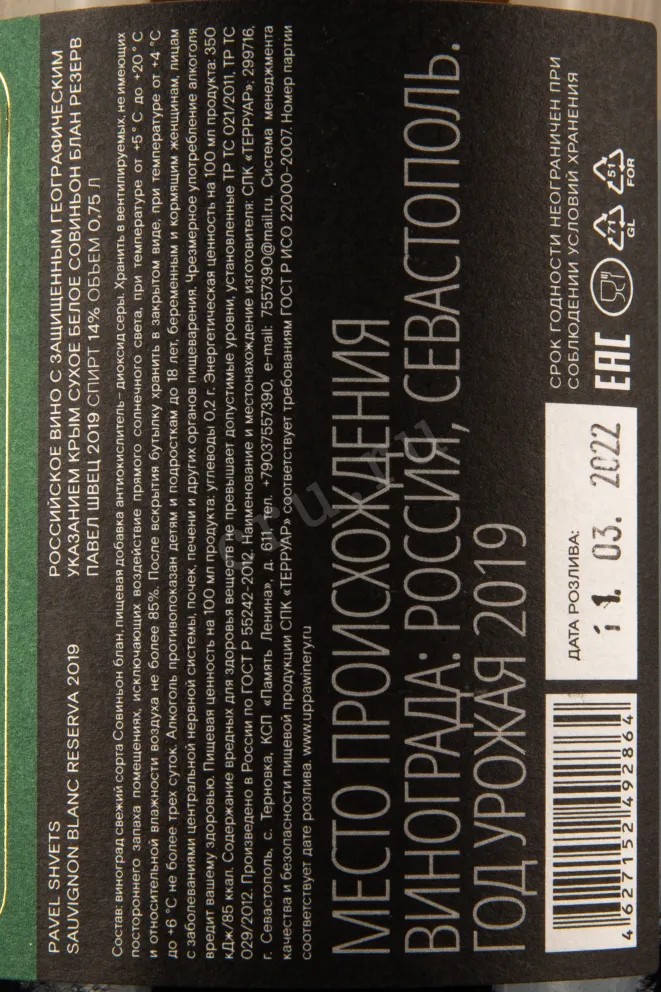 PAVEL SHVETS
SAUVIGNON BLANC RESERVA 2019
РОССИЙСКОЕ ВИНО С ЗАЩИЩЕННЫМ ГЕОГРАФИЧЕСКИМ
УКАЗАНИЕМ КРЫМ СУХОЕ БЕЛОЕ СОВИНЬОН БЛАН РЕЗЕРВ
ПАВЕЛ ШВЕЦ 2019 СПИРТ 14% ОБЪЕМ 0,75 Л
Состав: виноград свежий сорта Совиньон блан, пищевая добавка антиокислитель - диоксид серы. Хранить в вентилируемых, не имеющих
постороннего запаха помещениях, исключающих воздействие прямого солнечного света, при температуре от +5°С до +20°С
и относительной влажности воздуха не более 85%. После вскрытия бутылку хранить в закрытом виде, при температуре от +4°С
до +6°С не более трех суток. Алкоголь противопоказан детям и подросткам до 18 лет, беременным и кормящим женщинам, лицам
с заболеваниями центральной нервной системы, почек, печени и других органов пищеварения. Чрезмерное употребление алкоголя
вредит вашему здоровью. Пищевая ценность на 100 мл продукта: углеводы 0,2 г. Энергетическая ценность на 100 мл продукта: 350
кДж/85 ккал. Содержание вредных для здоровья веществ не превышает допустимые уровни, установленные ТР ТС 021/2011, ТР ТС
029/2012. Произведено в России по ГОСТ Р 55242-2012. Наименование и местонахождение изготовителя: СПК «ТЕРРУАР», 299716,
г. Севастополь, с. Терновка, КСП «Память Ленина», д. 6111 тел. +79037557390, e-mail: 7557390@mail.ru. Система менеджмента
качества и безопасности пищевой продукции СПК «ТЕРРУАР» соответствует требованиям ГОСТ Р ИСО 22000-2007. Номер партии
соответствует дате розлива. www.uppawinery.ru
МЕСТО ПРОИСХОЖДЕНИЯ
ВИНОГРАДА: РОССИЯ, СЕВАСТОПОЛЬ.
ГОД УРОЖАЯ 2019
4 627152 492864
ДАТА РОЗЛИВА:
11. 03. 2022
СРОК ГОДНОСТИ НЕОГРАНИЧЕН ПРИ
СОБЛЮДЕНИИ УСЛОВИЙ ХРАНЕНИЯ
EAC
71
GL
51
FOR
cru.ru